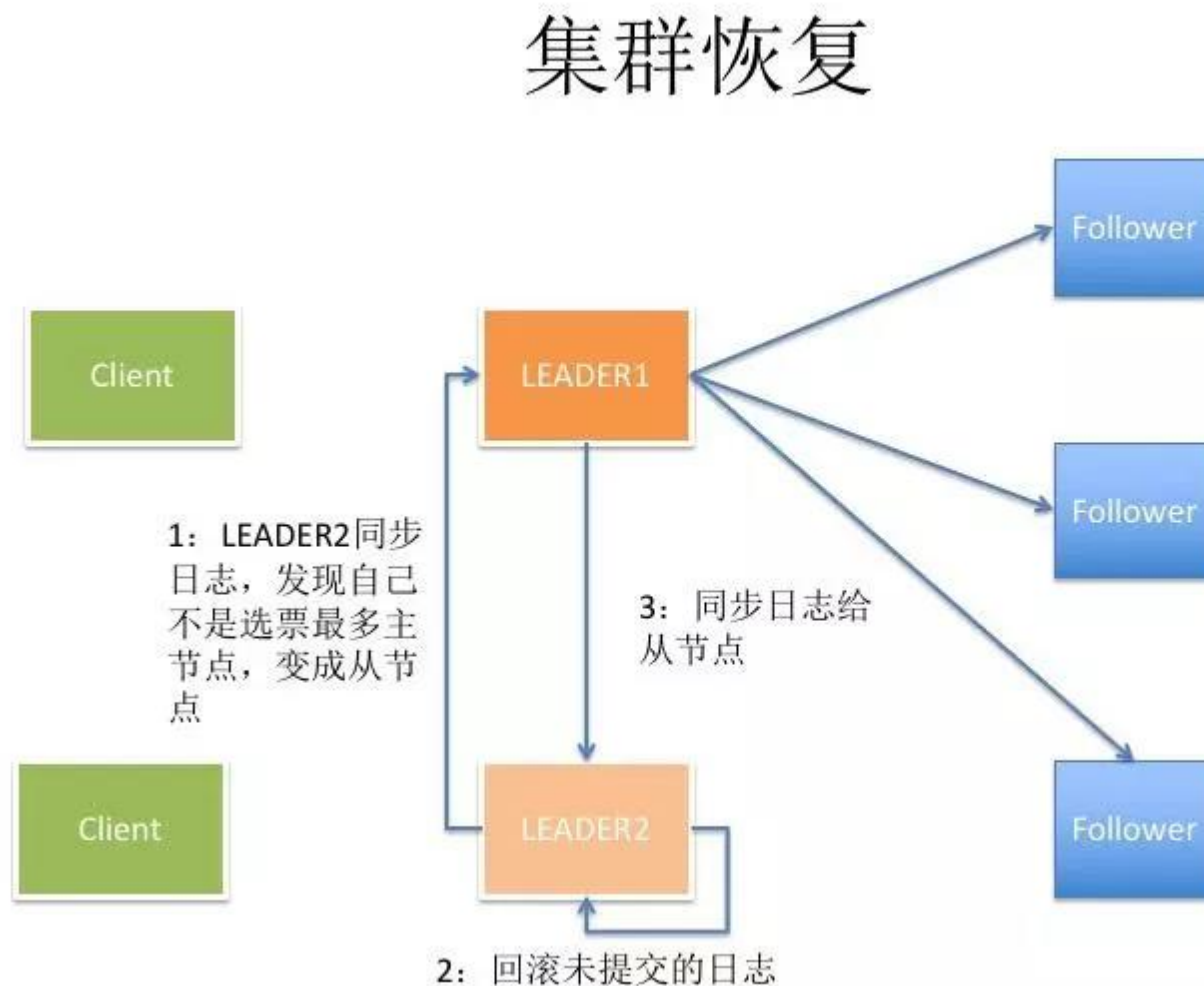 集群恢复
Follower
Client
LEADER1
Follower
1：LEADER2同步
日志，发现自己
不是选票最多主
节点，变成从节
点
3：同步日志给
从节点
Client
LEADER2
Follower
2：回滚未提交的日志